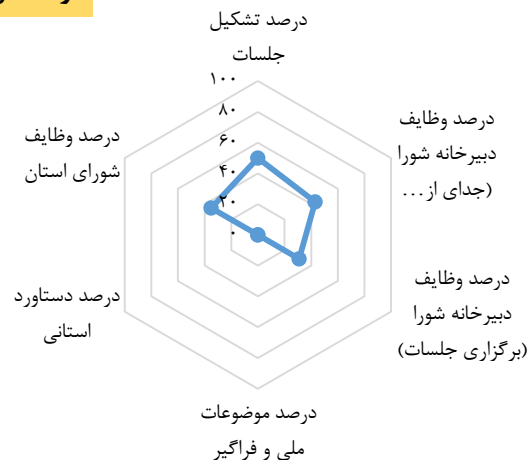 درصد تشکیل
جلسات
۱۰۰
۸۰
۶۰
۴۰
۲۰
۰
درصد وظایف
دبیرخانه شورا
(جدای از...
درصد وظایف
دبیرخانه شورا
(برگزاری جلسات)
درصد موضوعات
ملی و فراگیر
درصد دستاورد
استانی
درصد وظایف
شورای استان